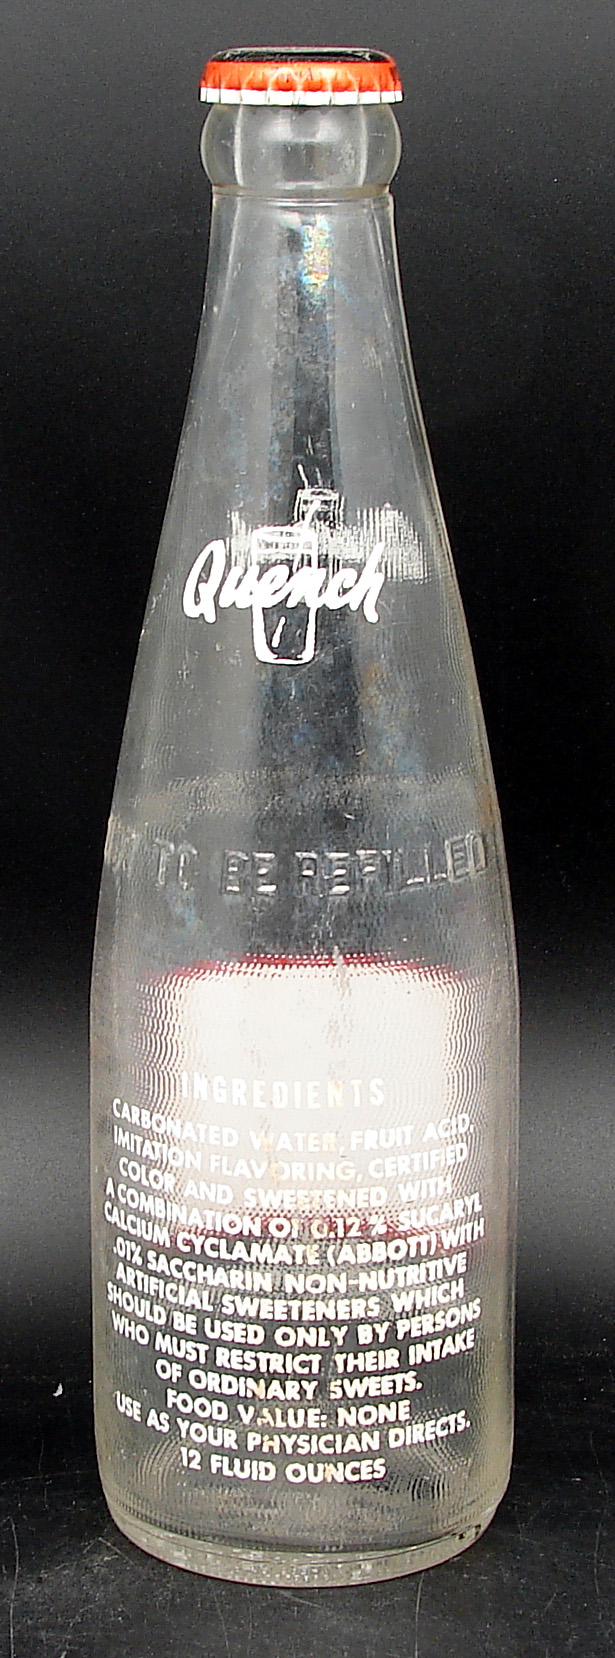 Quench
TO BE REFILLED
INGREDIENTS
CARBONATED WATER, FRUIT ACID,
IMITATION FLAVORING, CERTIFIED
COLOR AND SWEETENED WITH
A COMBINATION OF 0.12% SUCARYL
CALCIUM CYCLAMATE (ABBOTT) WITH
.01% SACCHARIN NON-NUTRITIVE
ARTIFICIAL SWEETENERS WHICH
SHOULD BE USED ONLY BY PERSONS
WHO MUST RESTRICT THEIR INTAKE
OF ORDINARY SWEETS.
FOOD VALUE: NONE
USE AS YOUR PHYSICIAN DIRECTS.
12 FLUID OUNCES